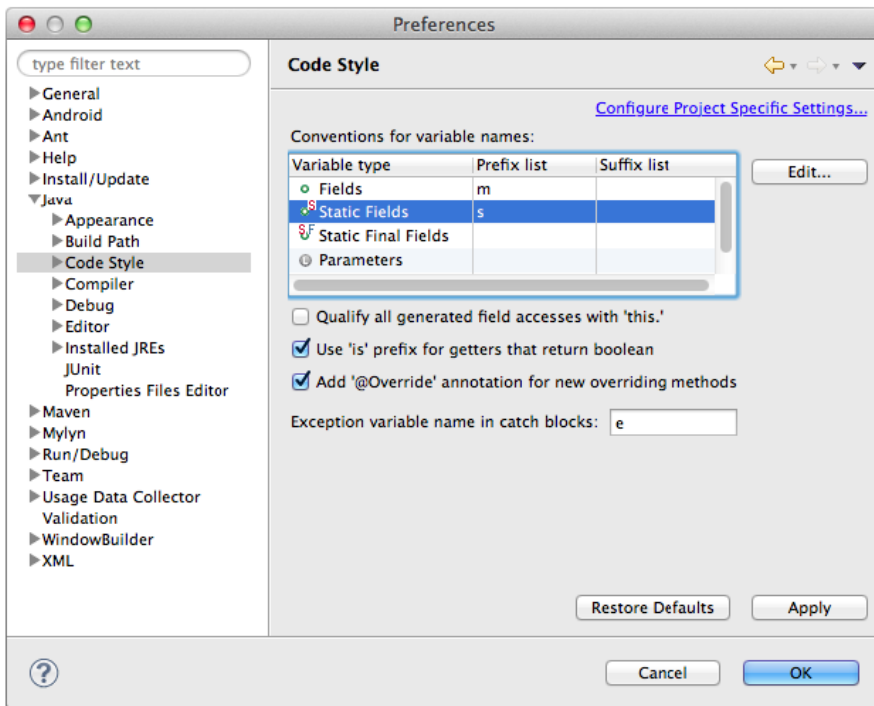 Preferences
type filter text
General
Android
Ant
Help
Install/Update
Java
Appearance
Build Path
Code Style
Compiler
Debug
Editor
Installed JREs
JUnit
Properties Files Editor
Maven
Mylyn
Run/Debug
Team
Usage Data Collector
Validation
WindowBuilder
XML
Code Style
Configure Project Specific Settings...
Conventions for variable names:
Variable type Prefix list Suffix list
Fields m
S Static Fields s
S F Static Final Fields
L Parameters
Edit...
Qualify all generated field accesses with 'this.'
Use 'is' prefix for getters that return boolean
Add '@Override' annotation for new overriding methods
Exception variable name in catch blocks: e
Restore Defaults Apply
? Cancel OK